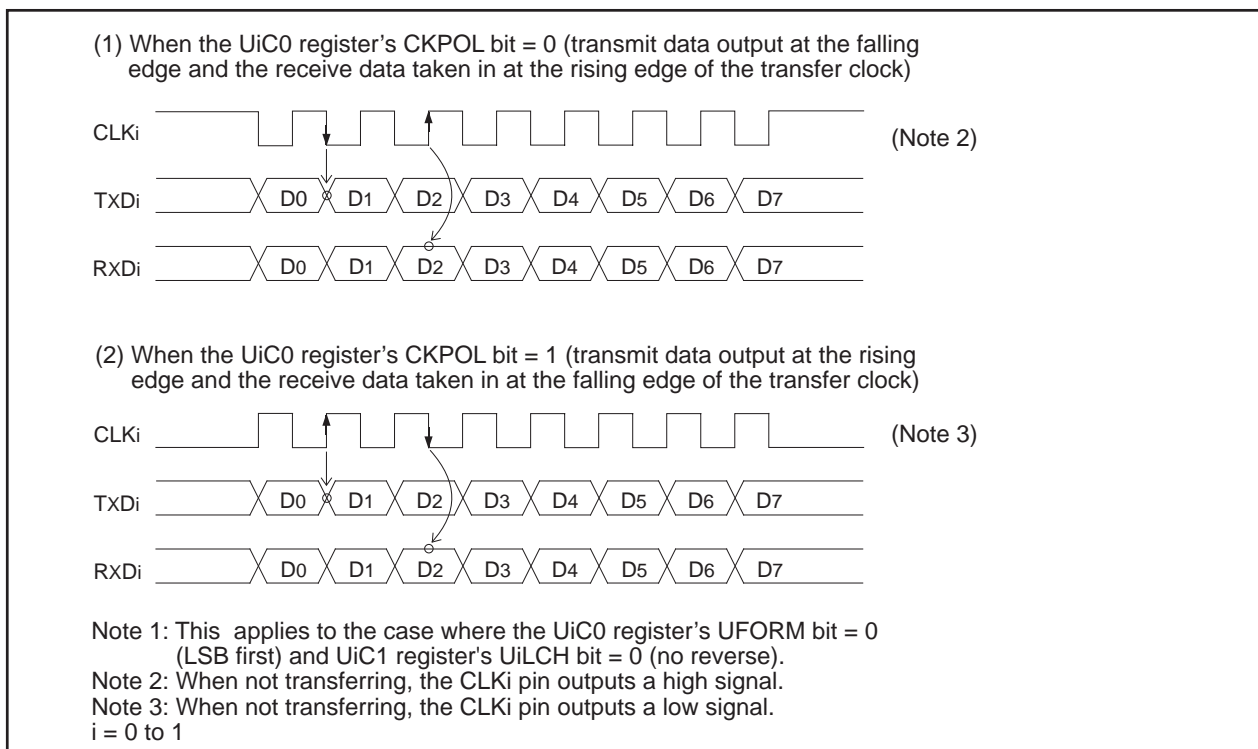 (1) When the UiC0 register's CKPOL bit = 0 (transmit data output at the falling
edge and the receive data taken in at the rising edge of the transfer clock)
CLKi
(Note 2)
TXDi
D0 D1 D2 D3 D4 D5 D6 D7
RXDi
D0 D1 D2 D3 D4 D5 D6 D7
(2) When the UiC0 register's CKPOL bit = 1 (transmit data output at the rising
edge and the receive data taken in at the falling edge of the transfer clock)
CLKi
(Note 3)
TXDi
D0 D1 D2 D3 D4 D5 D6 D7
RXDi
D0 D1 D2 D3 D4 D5 D6 D7
Note 1: This applies to the case where the UiC0 register's UFORM bit = 0
(LSB first) and UiC1 register's UiLCH bit = 0 (no reverse).
Note 2: When not transferring, the CLKi pin outputs a high signal.
Note 3: When not transferring, the CLKi pin outputs a low signal.
i = 0 to 1